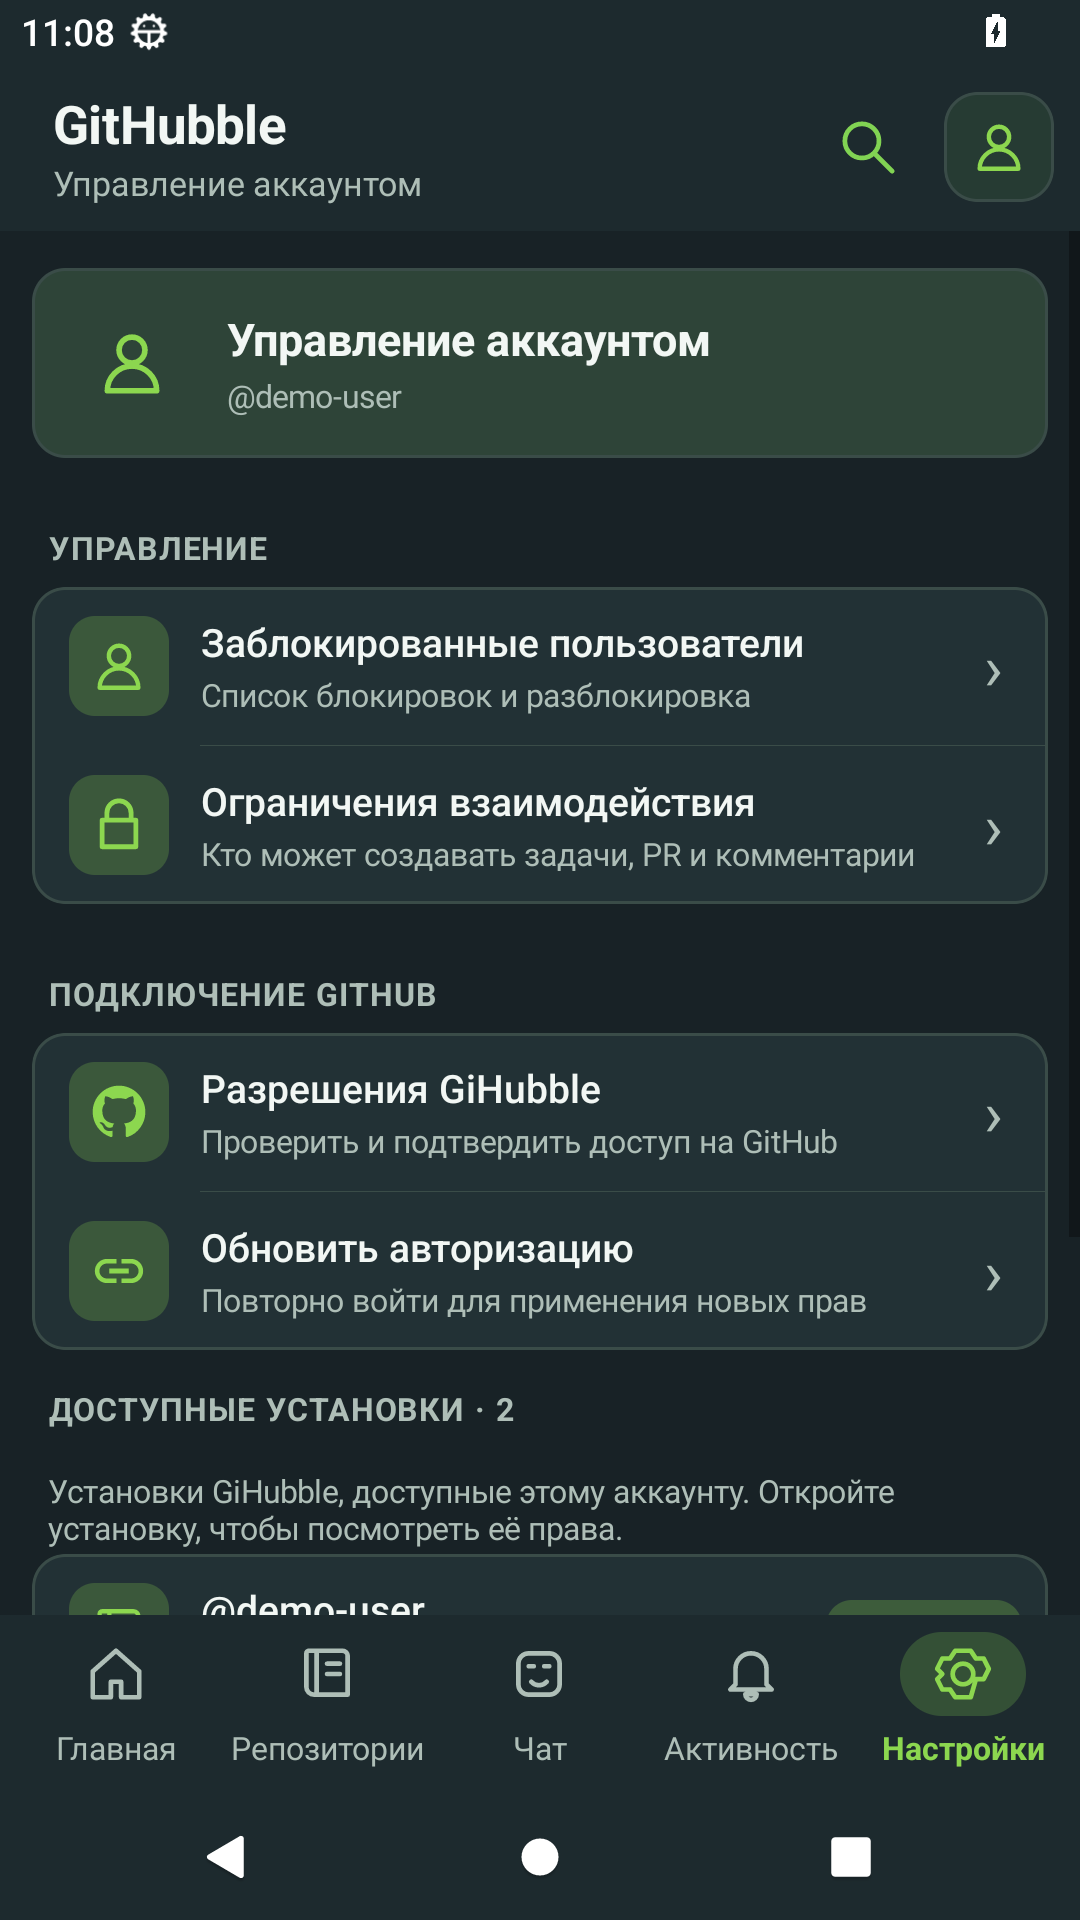 11:08
GitHubble
Управление аккаунтом
Управление аккаунтом
@demo-user
УПРАВЛЕНИЕ
Заблокированные пользователи
Список блокировок и разблокировка
Ограничения взаимодействия
Кто может создавать задачи, PR и комментарии
ПОДКЛЮЧЕНИЕ GITHUB
Разрешения GiHubble
Проверить и подтвердить доступ на GitHub
Обновить авторизацию
Повторно войти для применения новых прав
ДОСТУПНЫЕ УСТАНОВКИ · 2
Установки GiHubble, доступные этому аккаунту. Откройте
установку, чтобы посмотреть её права.
@demo-user
Главная
Репозитории
Чат
Активность
Настройки